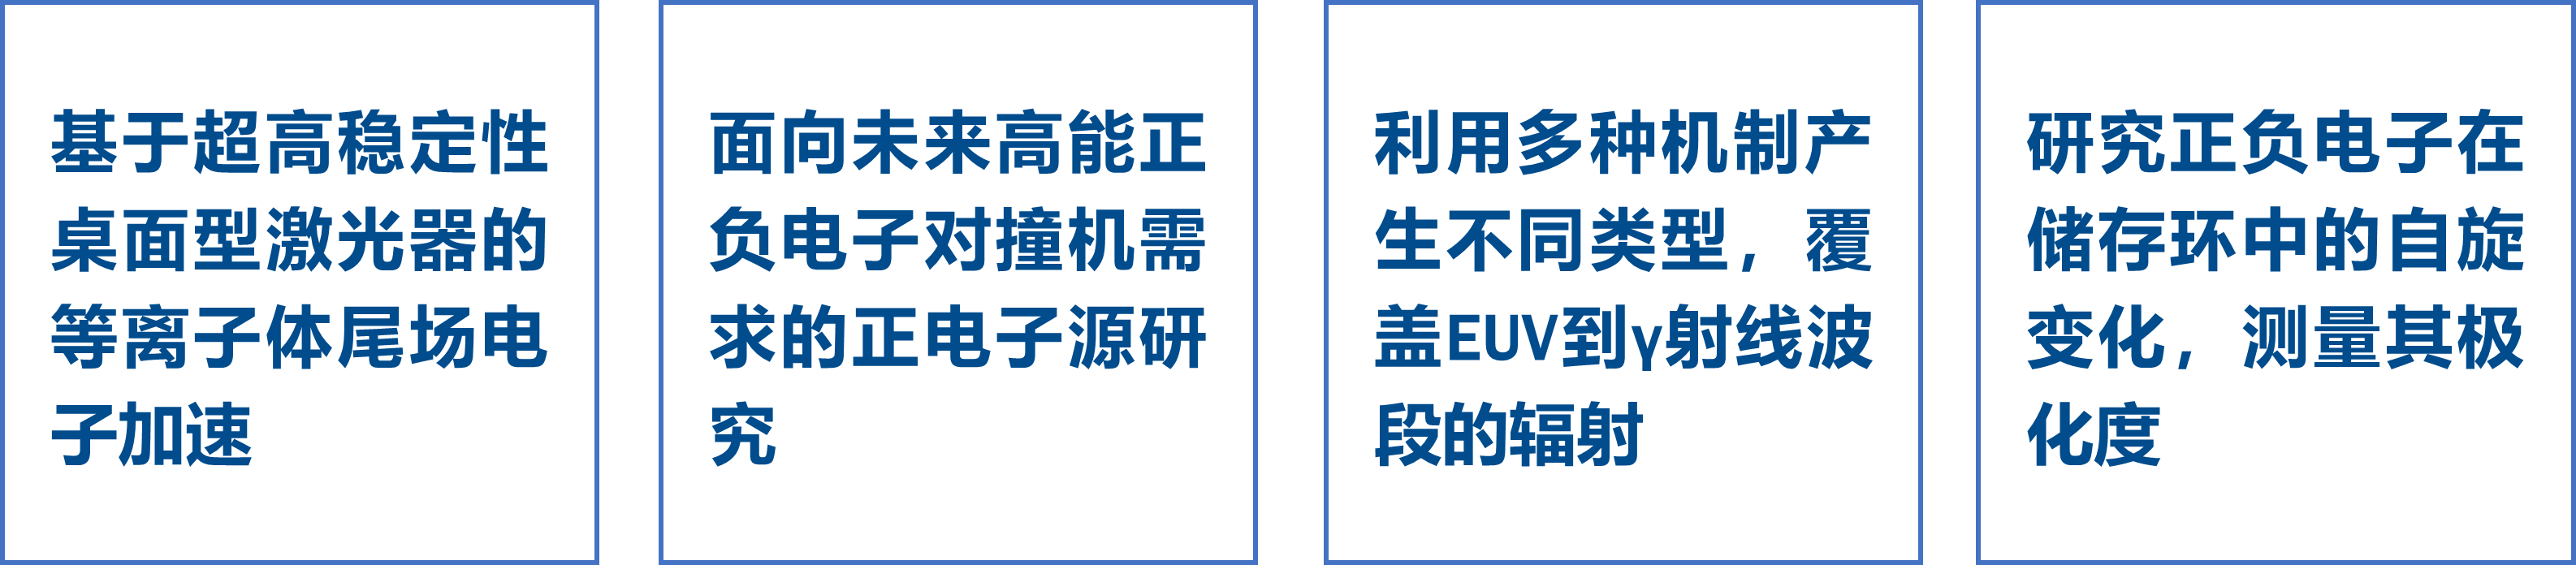 基于超高稳定性
桌面型激光器的
等离子体尾场电
子加速
面向未来高能正
负电子对撞机需
求的正电子源研
究
利用多种机制产
生不同类型，覆
盖EUV到γ射线波
段的辐射
研究正负电子在
储存环中的自旋
变化，测量其极
化度